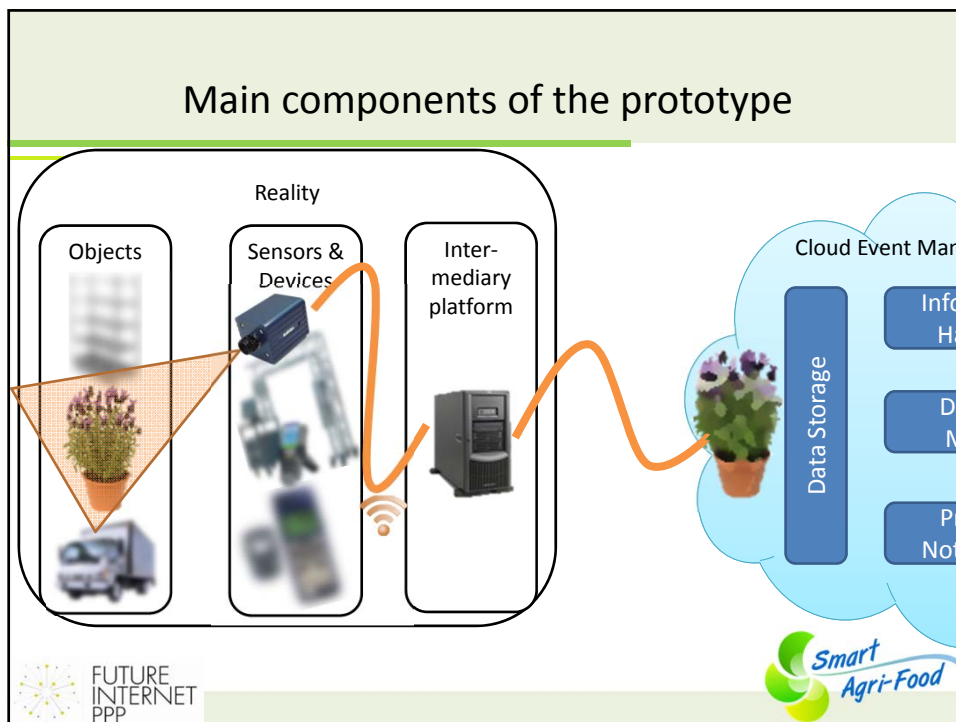 Main components of the prototype
Reality
Objects
Sensors &
Devices
Inter-
mediary
platform
Cloud Event Man
Data Storage
Info
Ha
D
M
Pr
Not
FUTURE
INTERNET
PPP
Smart
Agri-Food